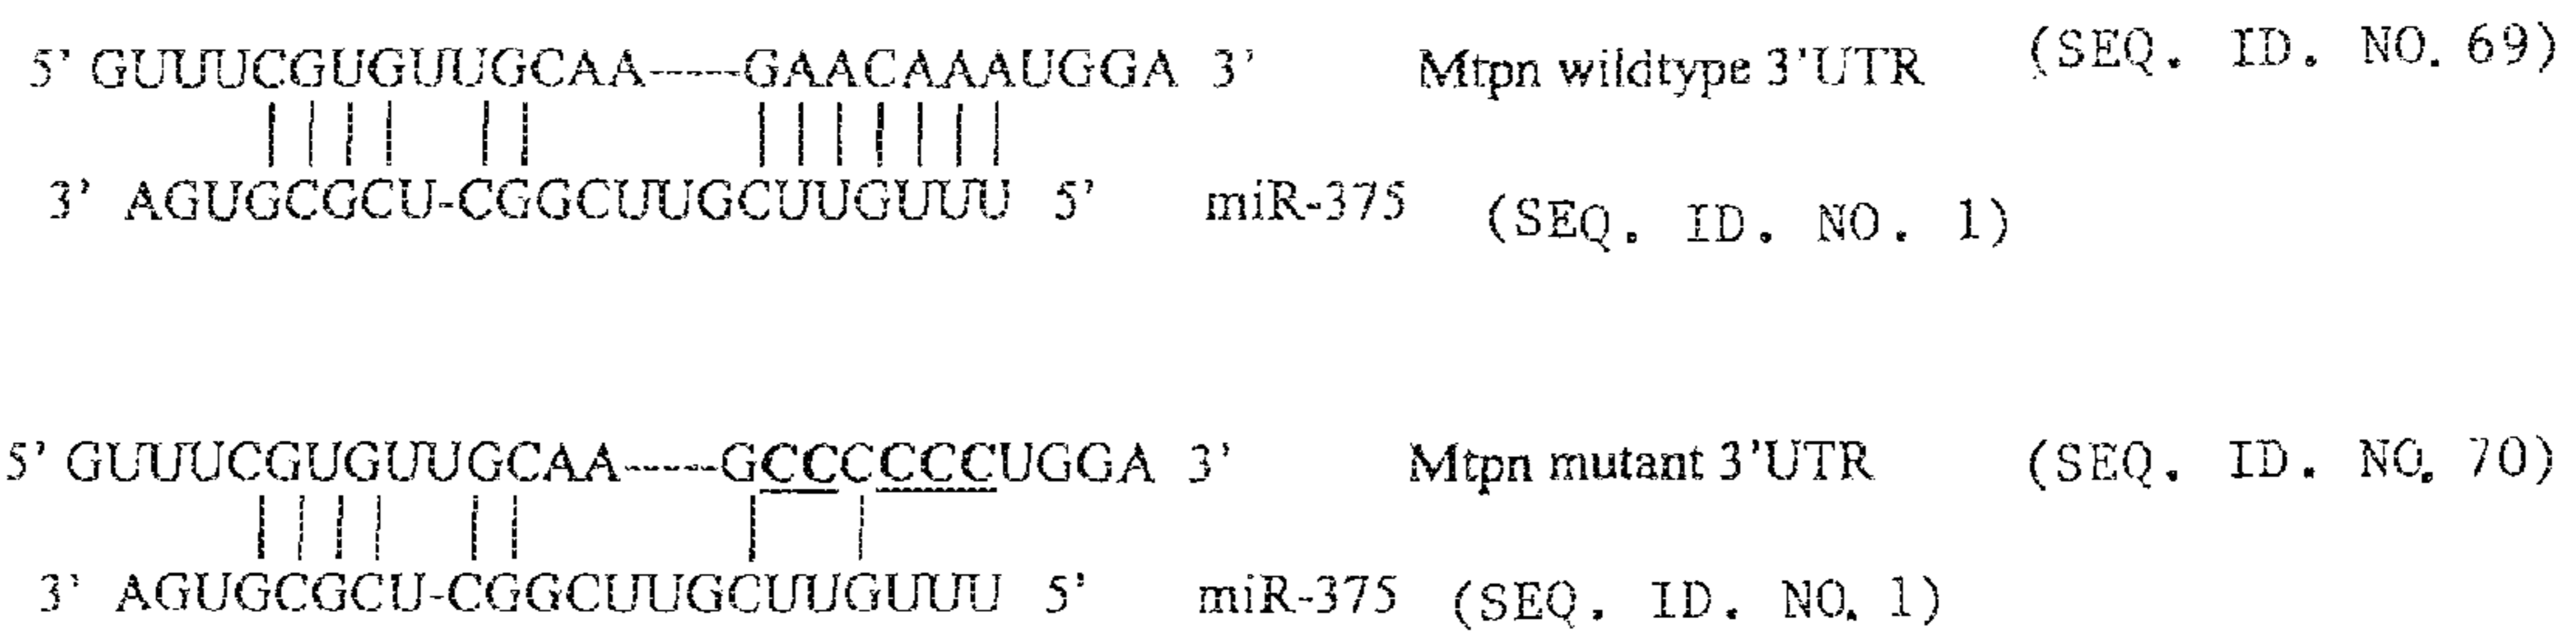 5' GUUUCGUGUUGCAA-----GAACAAAUGGA 3' Mtpn wildtype 3'UTR (SEQ. ID. NO. 69)
3' AGUGCGCU-CGGCUUGCUUGUUU 5' miR-375 (SEQ. ID. NO. 1)
5' GUUUCGUGUUGCAA-----GCCCCCCUGGA 3' Mtpn mutant 3'UTR (SEQ. ID. NO. 70)
3' AGUGCGCU-CGGCUUGCUUGUUU 5' miR-375 (SEQ. ID. NO. 1)